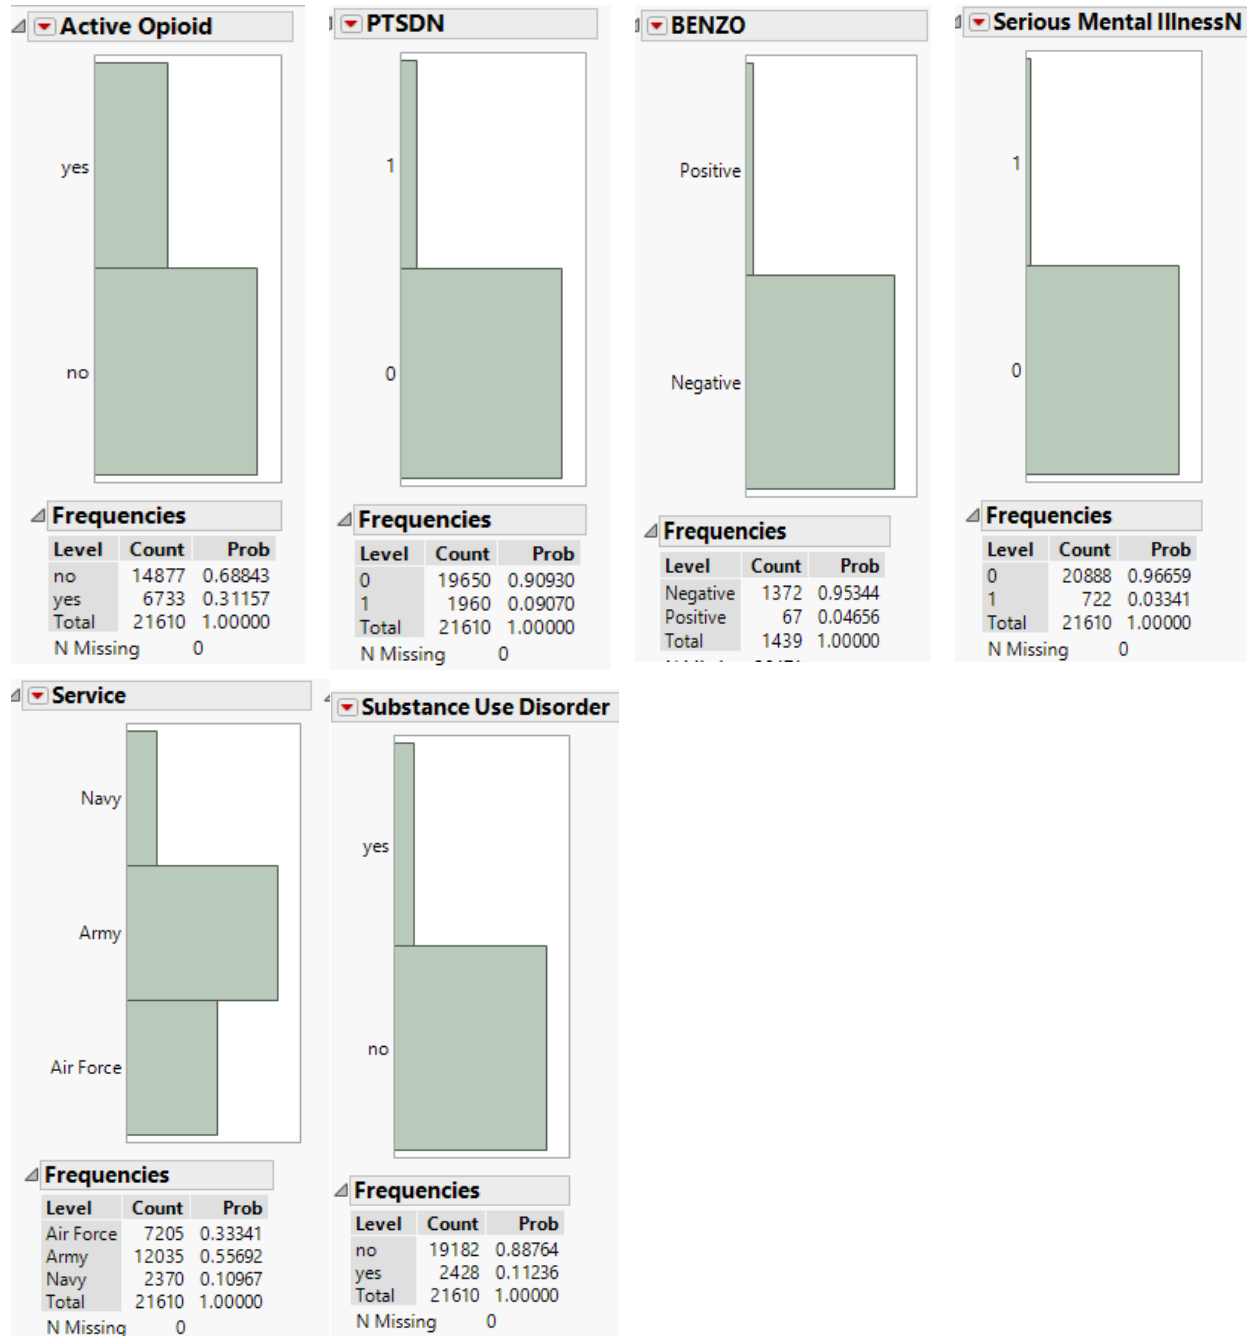 Active Opioid
yes
no
Frequencies
Level Count Prob
no 14877 0.68843
yes 6733 0.31157
Total 21610 1.00000
N Missing 0
PTSDN
1
0
Frequencies
Level Count Prob
0 19650 0.90930
1 1960 0.09070
Total 21610 1.00000
N Missing 0
BENZO
Positive
Negative
Frequencies
Level Count Prob
Negative 1372 0.95344
Positive 67 0.04656
Total 1439 1.00000
Serious Mental IllnessN
1
0
Frequencies
Level Count Prob
0 20888 0.96659
1 722 0.03341
Total 21610 1.00000
N Missing 0
Service
Navy
Army
Air Force
Frequencies
Level Count Prob
Air Force 7205 0.33341
Army 12035 0.55692
Navy 2370 0.10967
Total 21610 1.00000
N Missing 0
Substance Use Disorder
yes
no
Frequencies
Level Count Prob
no 19182 0.88764
yes 2428 0.11236
Total 21610 1.00000
N Missing 0